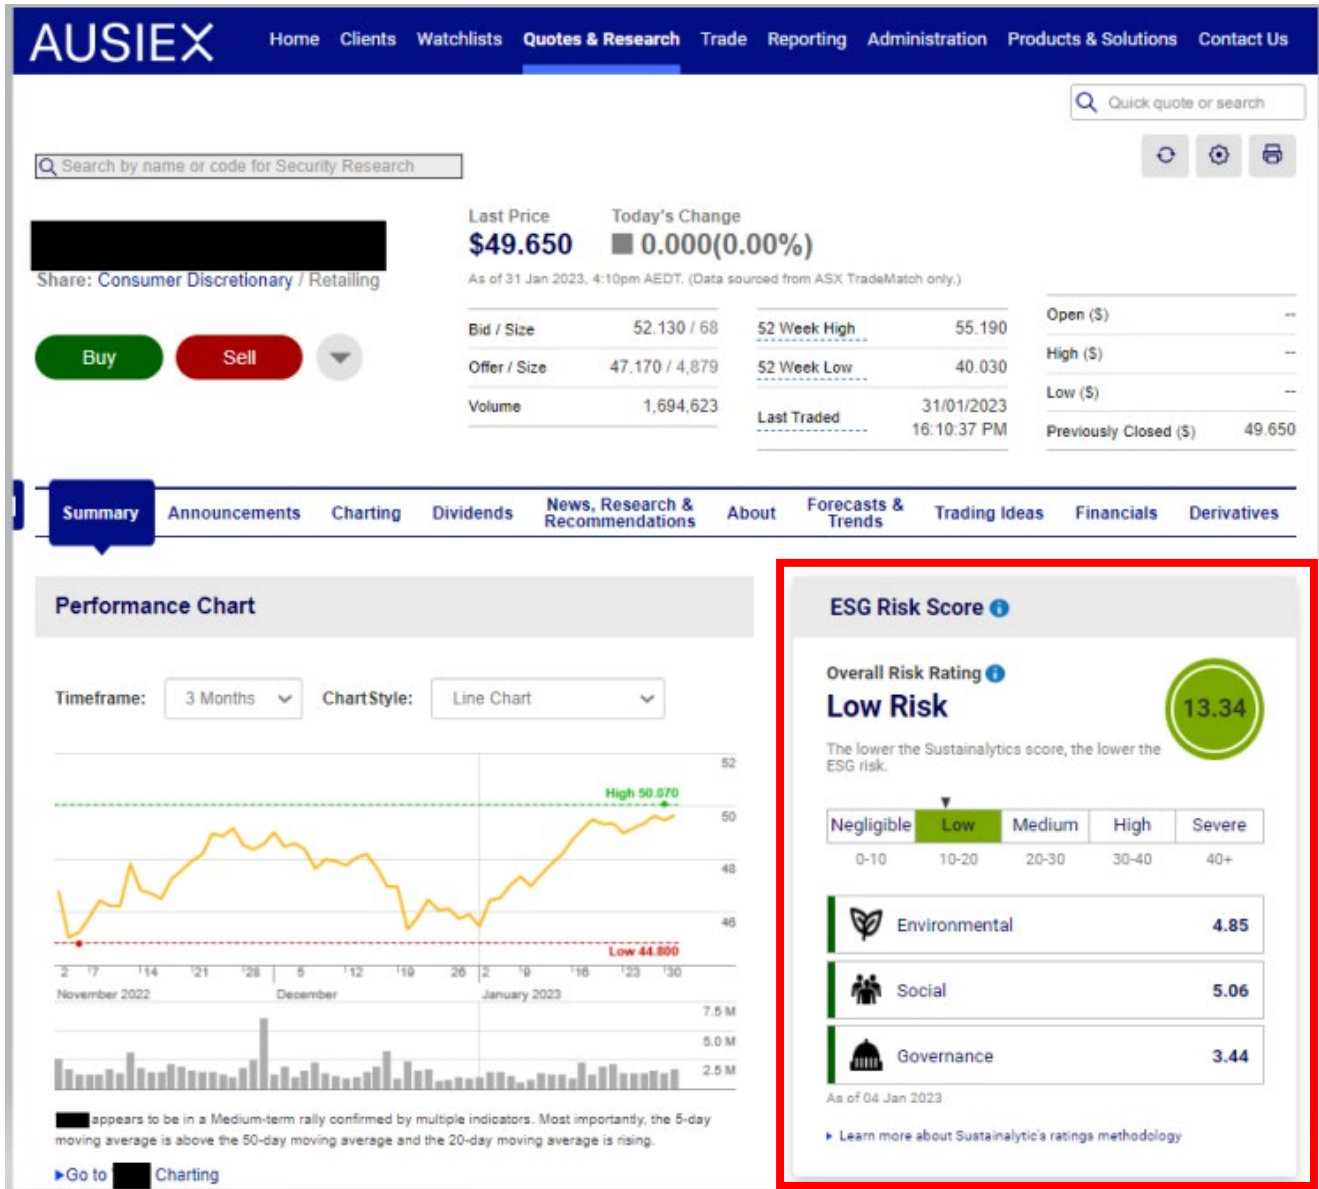 AUSIEX Home Clients Watchlists Quotes & Research Trade Reporting Administration Products & Solutions Contact Us
Quick quote or search
Search by name or code for Security Research
Share: Consumer Discretionary / Retailing
Buy Sell
Last Price Today's Change
$49.650 0.000(0.00%)
As of 31 Jan 2023, 4:10pm AEDT. (Data sourced from ASX TradeMatch only.)
Bid / Size 52.130 / 68
Offer / Size 47.170 / 4,879
Volume 1,694,623
52 Week High 55.190
52 Week Low 40.030
Last Traded 31/01/2023
16:10:37 PM
Open ($) --
High ($) --
Low ($) --
Previously Closed ($) 49.650
Summary Announcements Charting Dividends News, Research &
Recommendations About Forecasts &
Trends Trading Ideas Financials Derivatives
Performance Chart
Timeframe: 3 Months ChartStyle: Line Chart
52
High 50.070
50
48
46
Low 44.800
2 '7 '14 '21 '28 5 '12 '19 26 2 '9 '16 '23 '30
November 2022 December January 2023
7.5 M
5.0 M
2.5 M
appears to be in a Medium-term rally confirmed by multiple indicators. Most importantly, the 5-day
moving average is above the 50-day moving average and the 20-day moving average is rising.
Go to Charting
ESG Risk Score
Overall Risk Rating
Low Risk
13.34
The lower the Sustainalytics score, the lower the
ESG risk.
Negligible Low Medium High Severe
0-10 10-20 20-30 30-40 40+
Environmental 4.85
Social 5.06
Governance 3.44
As of 04 Jan 2023
Learn more about Sustainalytic's ratings methodology